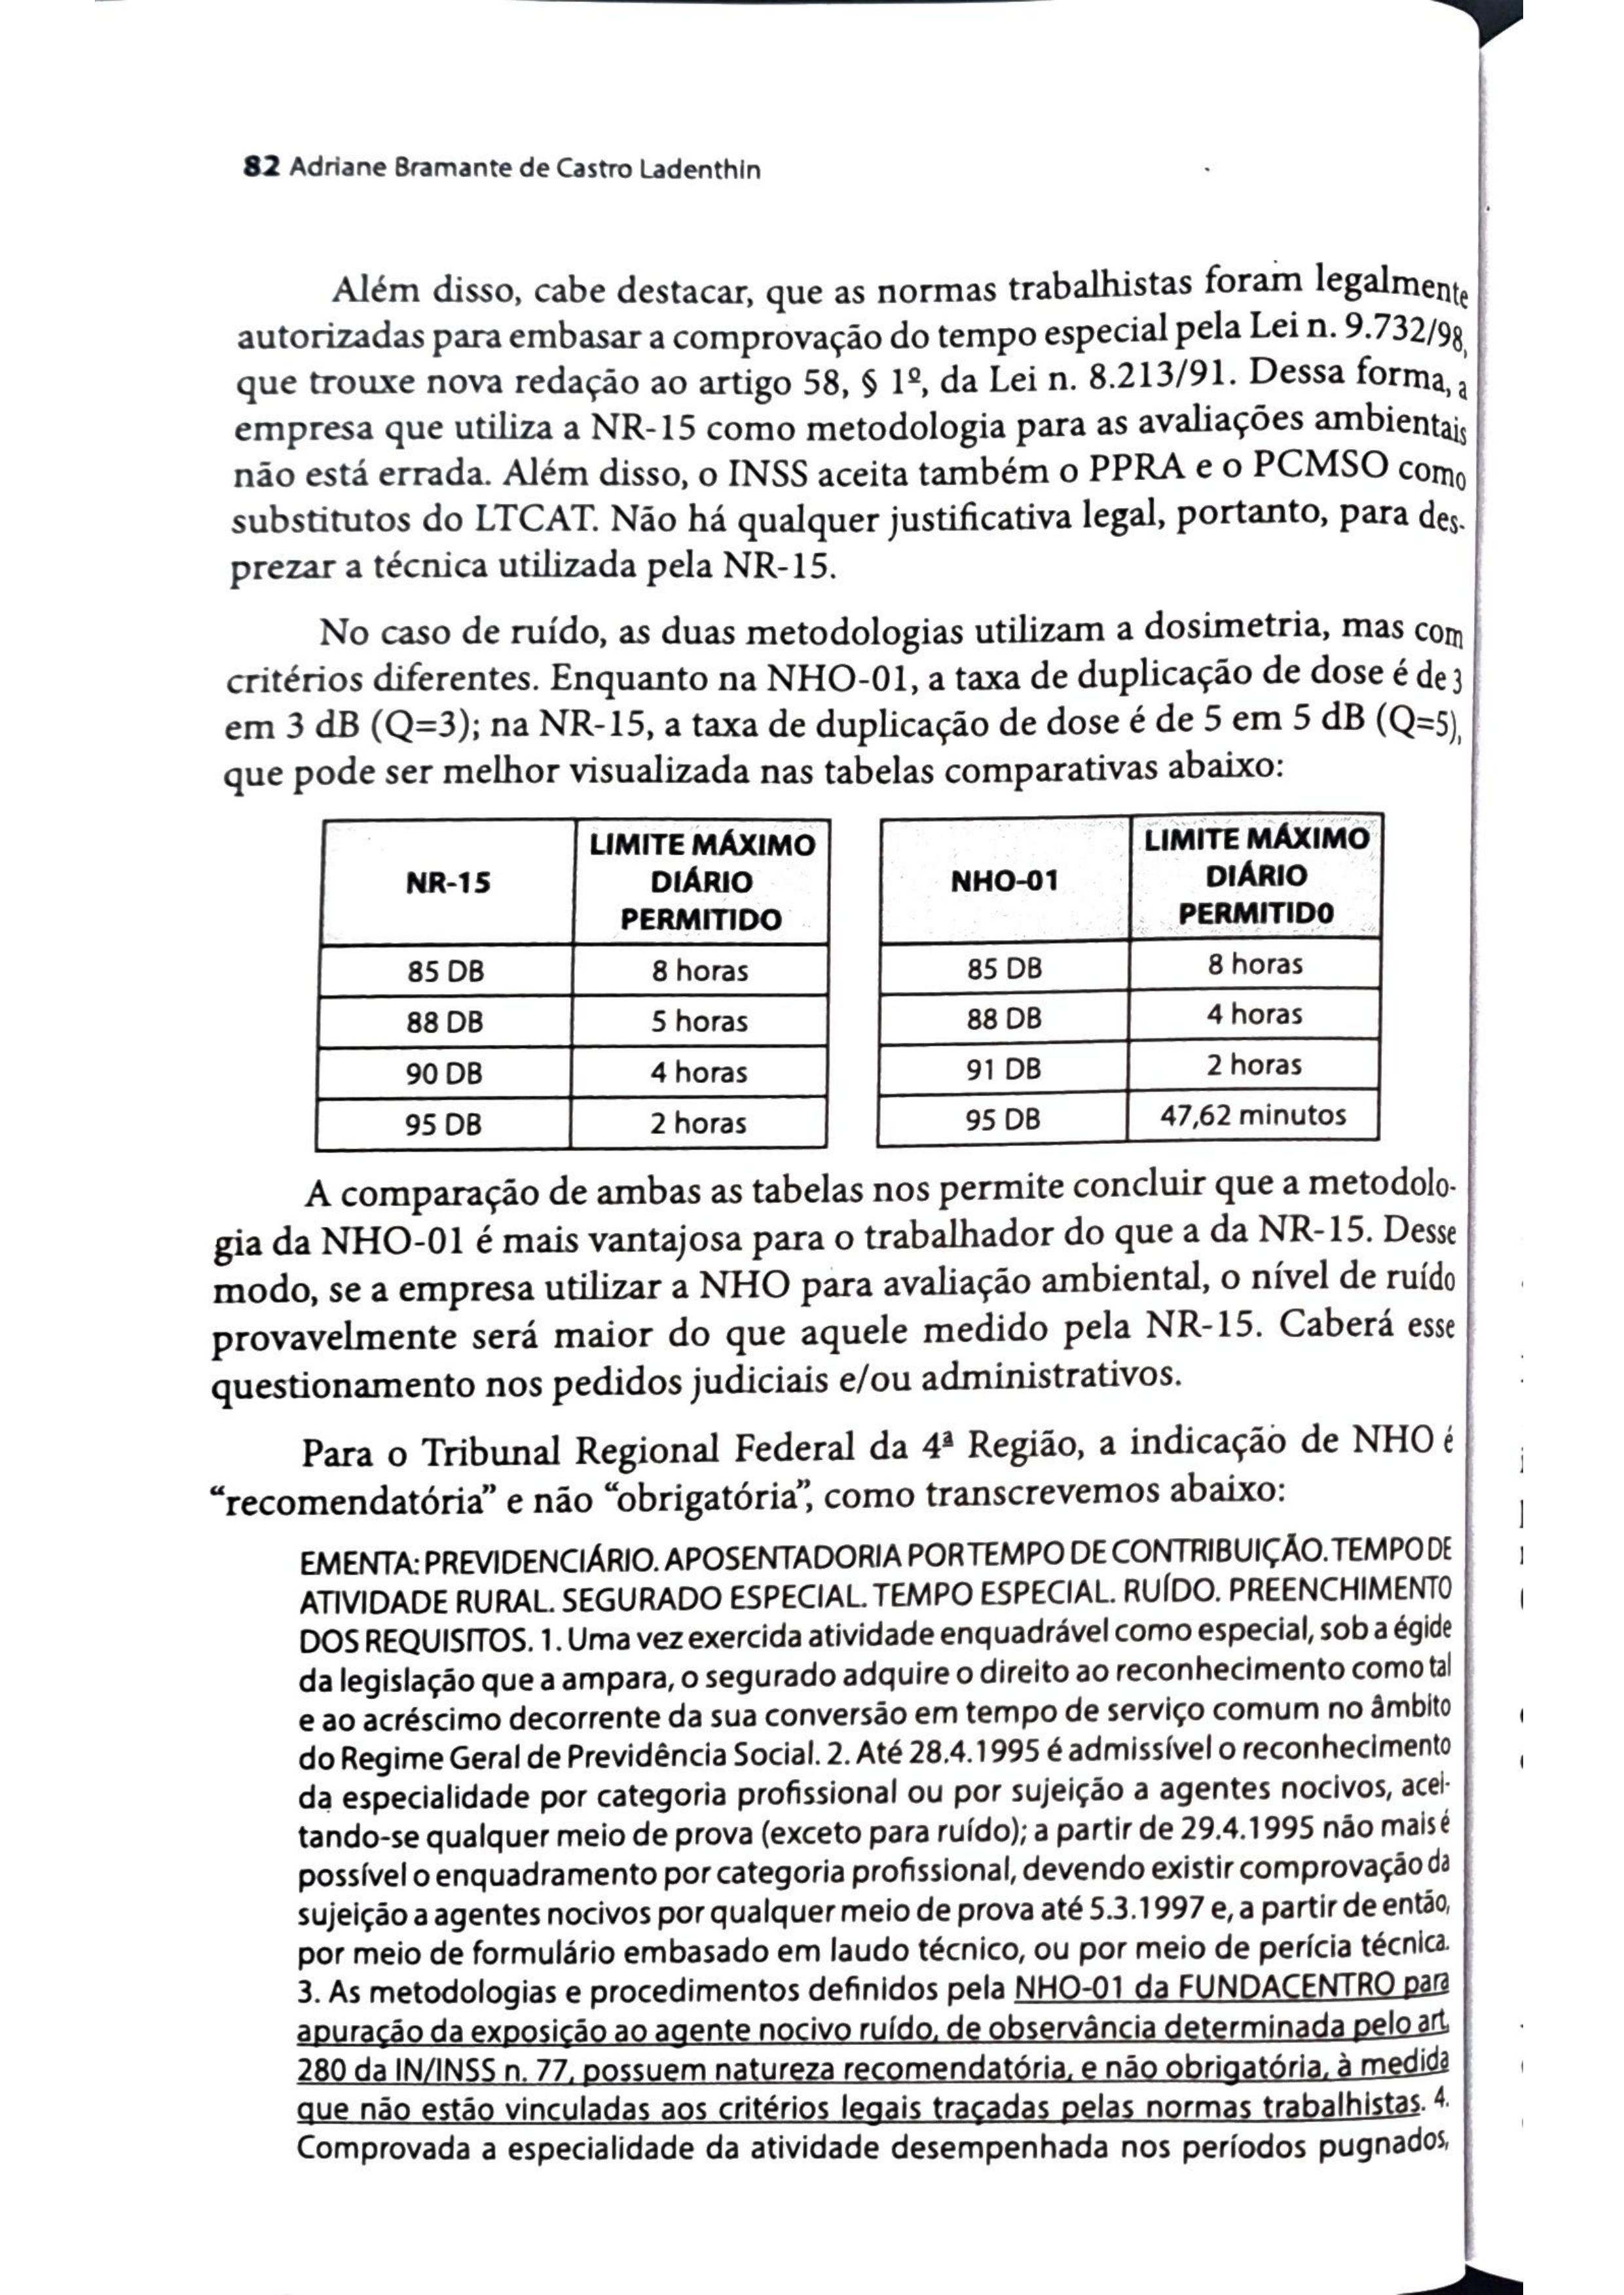 82 Adriane Bramante de Castro Ladenthin
Além disso, cabe destacar, que as normas trabalhistas foram legalmente
autorizadas para embasar a comprovação do tempo especial pela Lei n. 9.732/98,
que trouxe nova redação ao artigo 58, § 1º, da Lei n. 8.213/91. Dessa forma, a
empresa que utiliza a NR-15 como metodologia para as avaliações ambientais
não está errada. Além disso, o INSS aceita também o PPRA e o PCMSO como
substitutos do LTCAT. Não há qualquer justificativa legal, portanto, para des-
prezar a técnica utilizada pela NR-15.
No caso de ruído, as duas metodologias utilizam a dosimetria, mas com
critérios diferentes. Enquanto na NHO-01, a taxa de duplicação de dose é de 3
em 3 dB (Q=3); na NR-15, a taxa de duplicação de dose é de 5 em 5 dB (Q=5),
que pode ser melhor visualizada nas tabelas comparativas abaixo:
NR-15
LIMITE MÁXIMO
DIÁRIO
PERMITIDO
85 DB 8 horas
88 DB 5 horas
90 DB 4 horas
95 DB 2 horas
NHO-01
LIMITE MÁXIMO
DIÁRIO
PERMITIDO
85 DB 8 horas
88 DB 4 horas
91 DB 2 horas
95 DB 47,62 minutos
A comparação de ambas as tabelas nos permite concluir que a metodolo-
gia da NHO-01 é mais vantajosa para o trabalhador do que a da NR-15. Desse
modo, se a empresa utilizar a NHO para avaliação ambiental, o nível de ruído
provavelmente será maior do que aquele medido pela NR-15. Caberá esse
questionamento nos pedidos judiciais e/ou administrativos.
Para o Tribunal Regional Federal da 4ª Região, a indicação de NHO é
“recomendatória” e não “obrigatória”, como transcrevemos abaixo:
EMENTA: PREVIDENCIÁRIO. APOSENTADORIA POR TEMPO DE CONTRIBUIÇÃO. TEMPO DE
ATIVIDADE RURAL. SEGURADO ESPECIAL. TEMPO ESPECIAL. RUÍDO. PREENCHIMENTO
DOS REQUISITOS. 1. Uma vez exercida atividade enquadrável como especial, sob a égide
da legislação que a ampara, o segurado adquire o direito ao reconhecimento como tal
e ao acréscimo decorrente da sua conversão em tempo de serviço comum no âmbito
do Regime Geral de Previdência Social. 2. Até 28.4.1995 é admissível o reconhecimento
da especialidade por categoria profissional ou por sujeição a agentes nocivos, acei-
tando-se qualquer meio de prova (exceto para ruído); a partir de 29.4.1995 não mais é
possível o enquadramento por categoria profissional, devendo existir comprovação da
sujeição a agentes nocivos por qualquer meio de prova até 5.3.1997 e, a partir de então,
por meio de formulário embasado em laudo técnico, ou por meio de perícia técnica.
3. As metodologias e procedimentos definidos pela NHO-01 da FUNDACENTRO para
apuração da exposição ao agente nocivo ruído, de observância determinada pelo art.
280 da IN/INSS n. 77, possuem natureza recomendatória, e não obrigatória, à medida
que não estão vinculadas aos critérios legais traçadas pelas normas trabalhistas. 4.
Comprovada a especialidade da atividade desempenhada nos períodos pugnados,